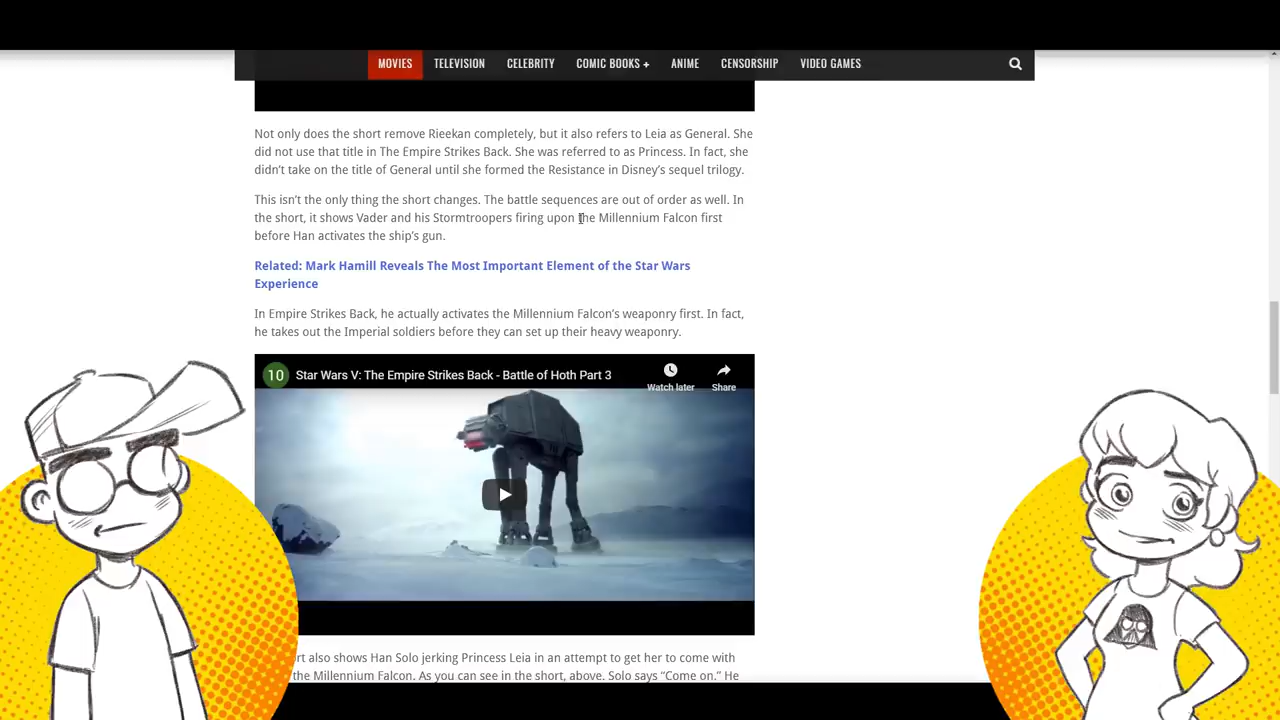 MOVIES TELEVISION CELEBRITY COMIC BOOKS + ANIME CENSORSHIP VIDEO GAMES
Not only does the short remove Rieekan completely, but it also refers to Leia as General. She
did not use that title in The Empire Strikes Back. She was referred to as Princess. In fact, she
didn't take on the title of General until she formed the Resistance in Disney's sequel trilogy.
This isn't the only thing the short changes. The battle sequences are out of order as well. In
the short, it shows Vader and his Stormtroopers firing upon the Millennium Falcon first
before Han activates the ship's gun.
Related: Mark Hamill Reveals The Most Important Element of the Star Wars
Experience
In Empire Strikes Back, he actually activates the Millennium Falcon's weaponry first. In fact,
he takes out the Imperial soldiers before they can set up their heavy weaponry.
10 Star Wars V: The Empire Strikes Back - Battle of Hoth Part 3
Watch later Share
also shows Han Solo jerking Princess Leia in an attempt to get her to come with
the Millennium Falcon. As you can see in the short, above. Solo says “Come on.” He